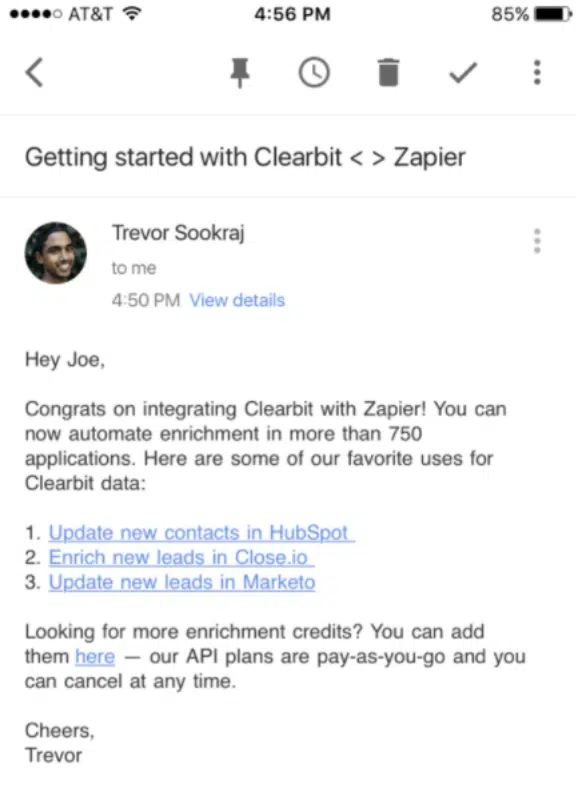 AT&T 4:56 PM 85%
Getting started with Clearbit < > Zapier
Trevor Sookraj
to me
4:50 PM View details
Hey Joe,
Congrats on integrating Clearbit with Zapier! You can
now automate enrichment in more than 750
applications. Here are some of our favorite uses for
Clearbit data:
1. Update new contacts in HubSpot
2. Enrich new leads in Close.io
3. Update new leads in Marketo
Looking for more enrichment credits? You can add
them here — our API plans are pay-as-you-go and you
can cancel at any time.
Cheers,
Trevor